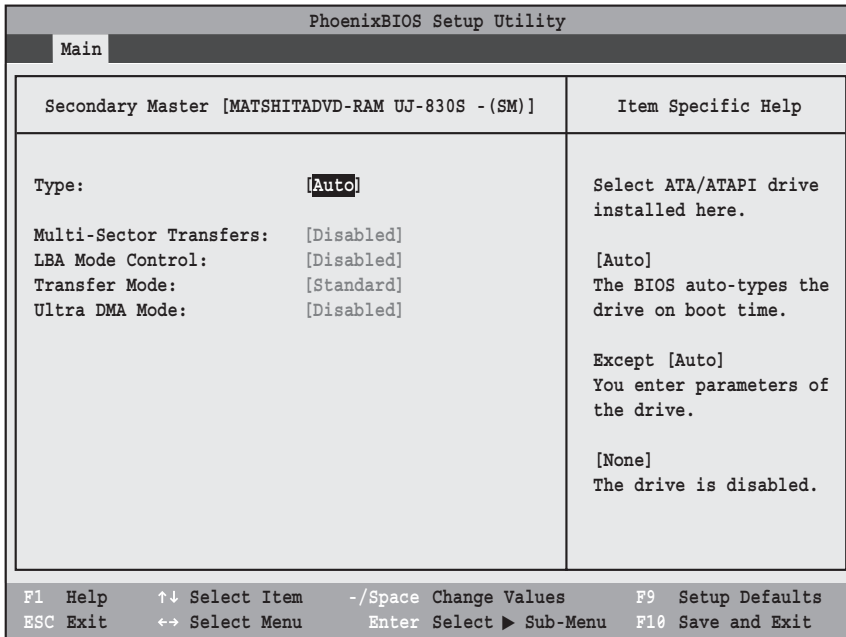 PhoenixBIOS Setup Utility
Main
Secondary Master [MATSHITADVD-RAM UJ-830S -(SM)]
Item Specific Help
Type: [Auto]
Multi-Sector Transfers: [Disabled]
LBA Mode Control: [Disabled]
Transfer Mode: [Standard]
Ultra DMA Mode: [Disabled]
Select ATA/ATAPI drive
installed here.
[Auto]
The BIOS auto-types the
drive on boot time.
Except [Auto]
You enter parameters of
the drive.
[None]
The drive is disabled.
F1 Help ↑↓ Select Item -/Space Change Values F9 Setup Defaults
ESC Exit ←→ Select Menu Enter Select ▶ Sub-Menu F10 Save and Exit